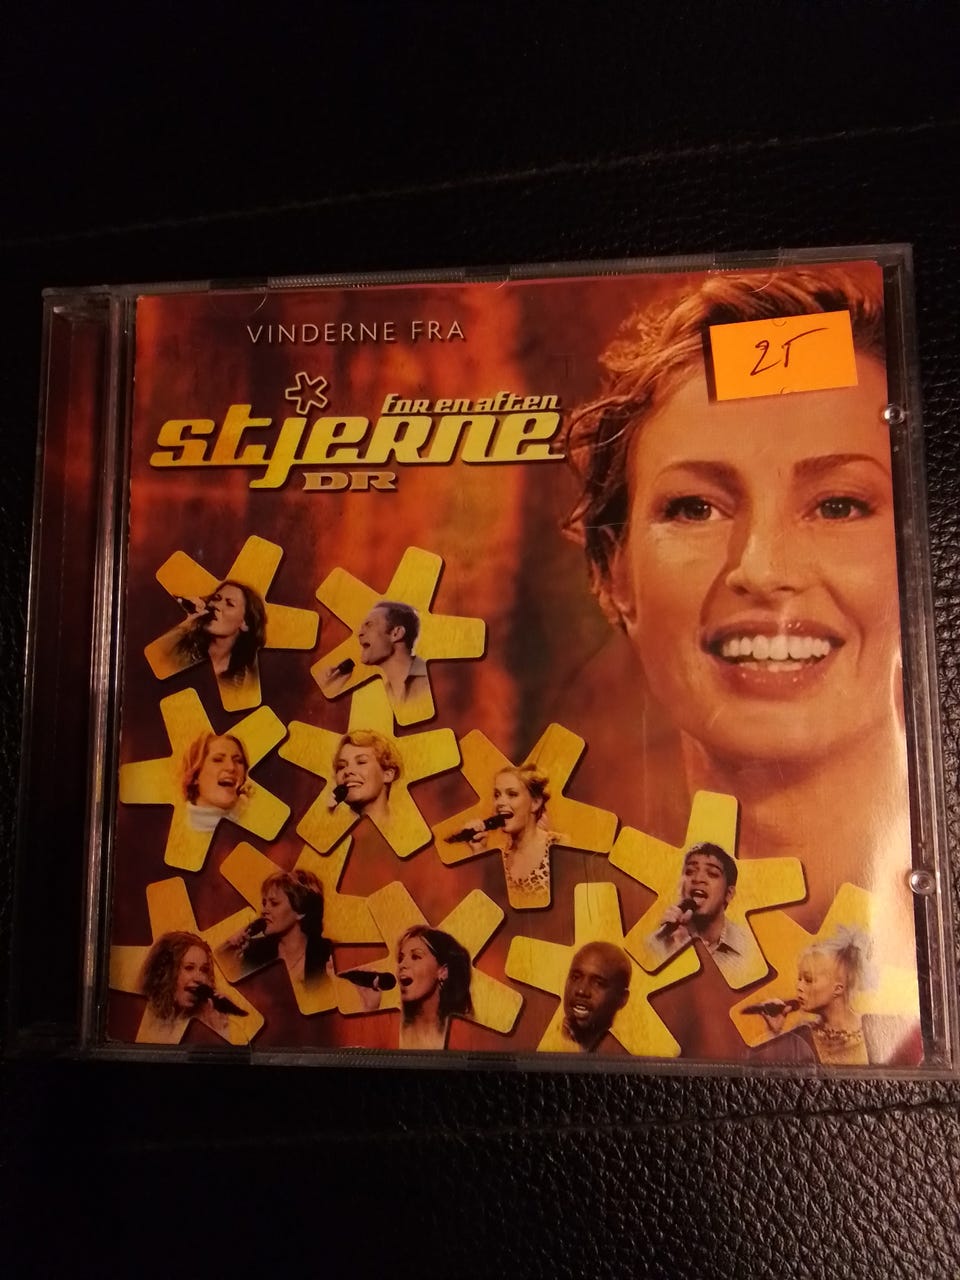 VINDERNE FRA
for en aften
stjerne
DR
25